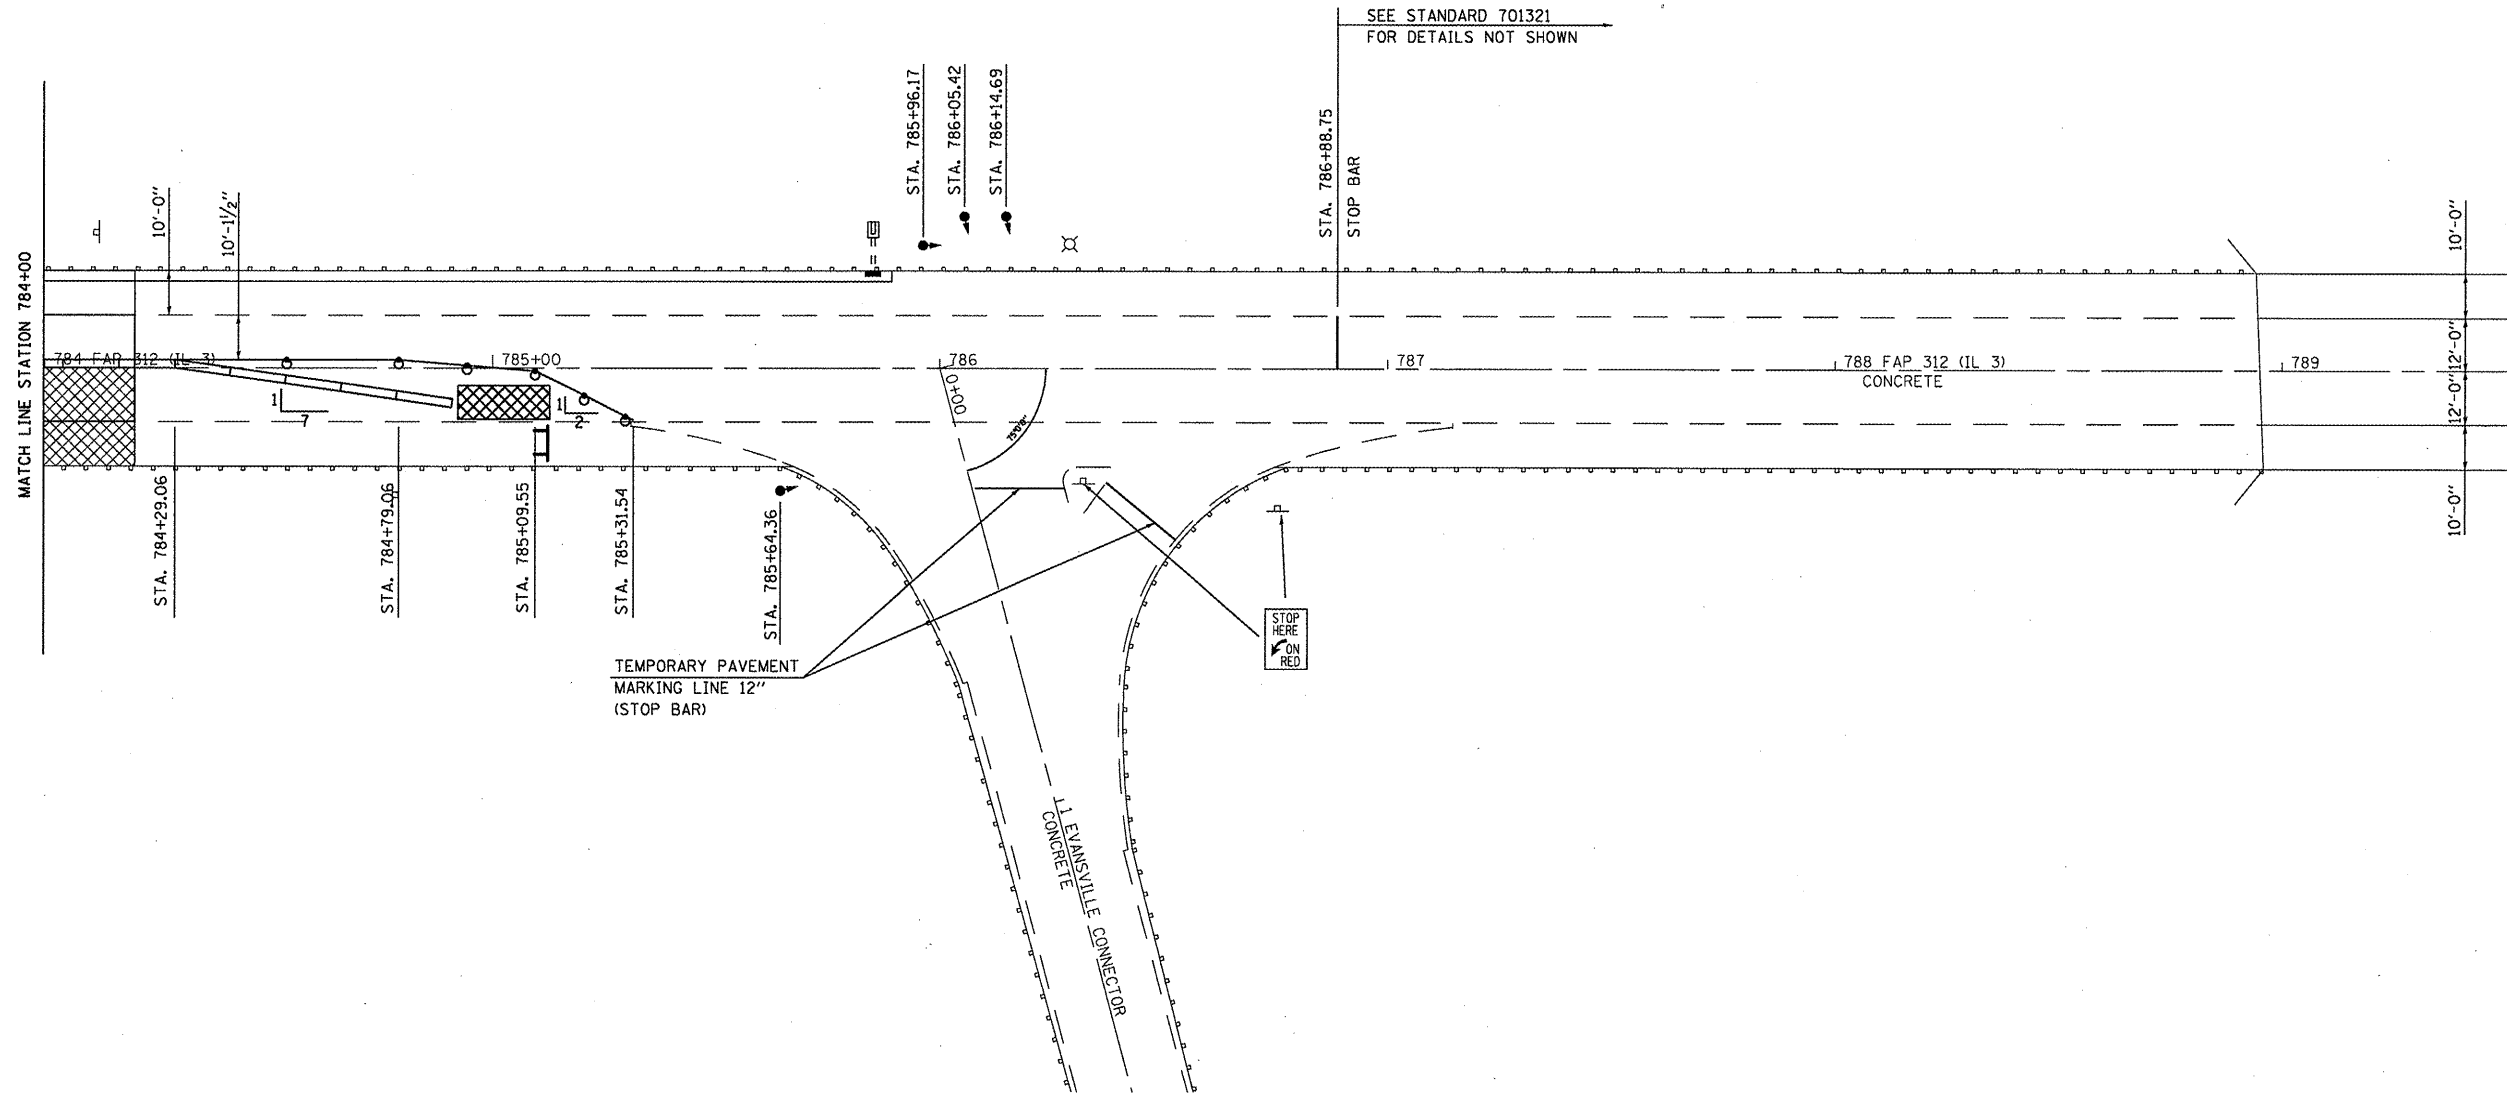 SEE STANDARD 701321
FOR DETAILS NOT SHOWN
STA. 785+96.17
STA. 786+05.42
STA. 786+14.69
STA. 786+88.75
STOP BAR
10'-0"
10'-1½"
10'-0"
MATCH LINE STATION 784+00
784 FAP 312 (IL 3)
785+00
786
787
788 FAP 312 (IL 3)
CONCRETE
789
12'-0"
12'-0"
10'-0"
0+00
75°0'0"
1
7
1
2
STA. 784+29.06
STA. 784+79.06
STA. 785+09.55
STA. 785+31.54
STA. 785+64.36
STOP
HERE
ON
RED
TEMPORARY PAVEMENT
MARKING LINE 12"
(STOP BAR)
1 EVANSVILLE CONNECTOR
CONCRETE